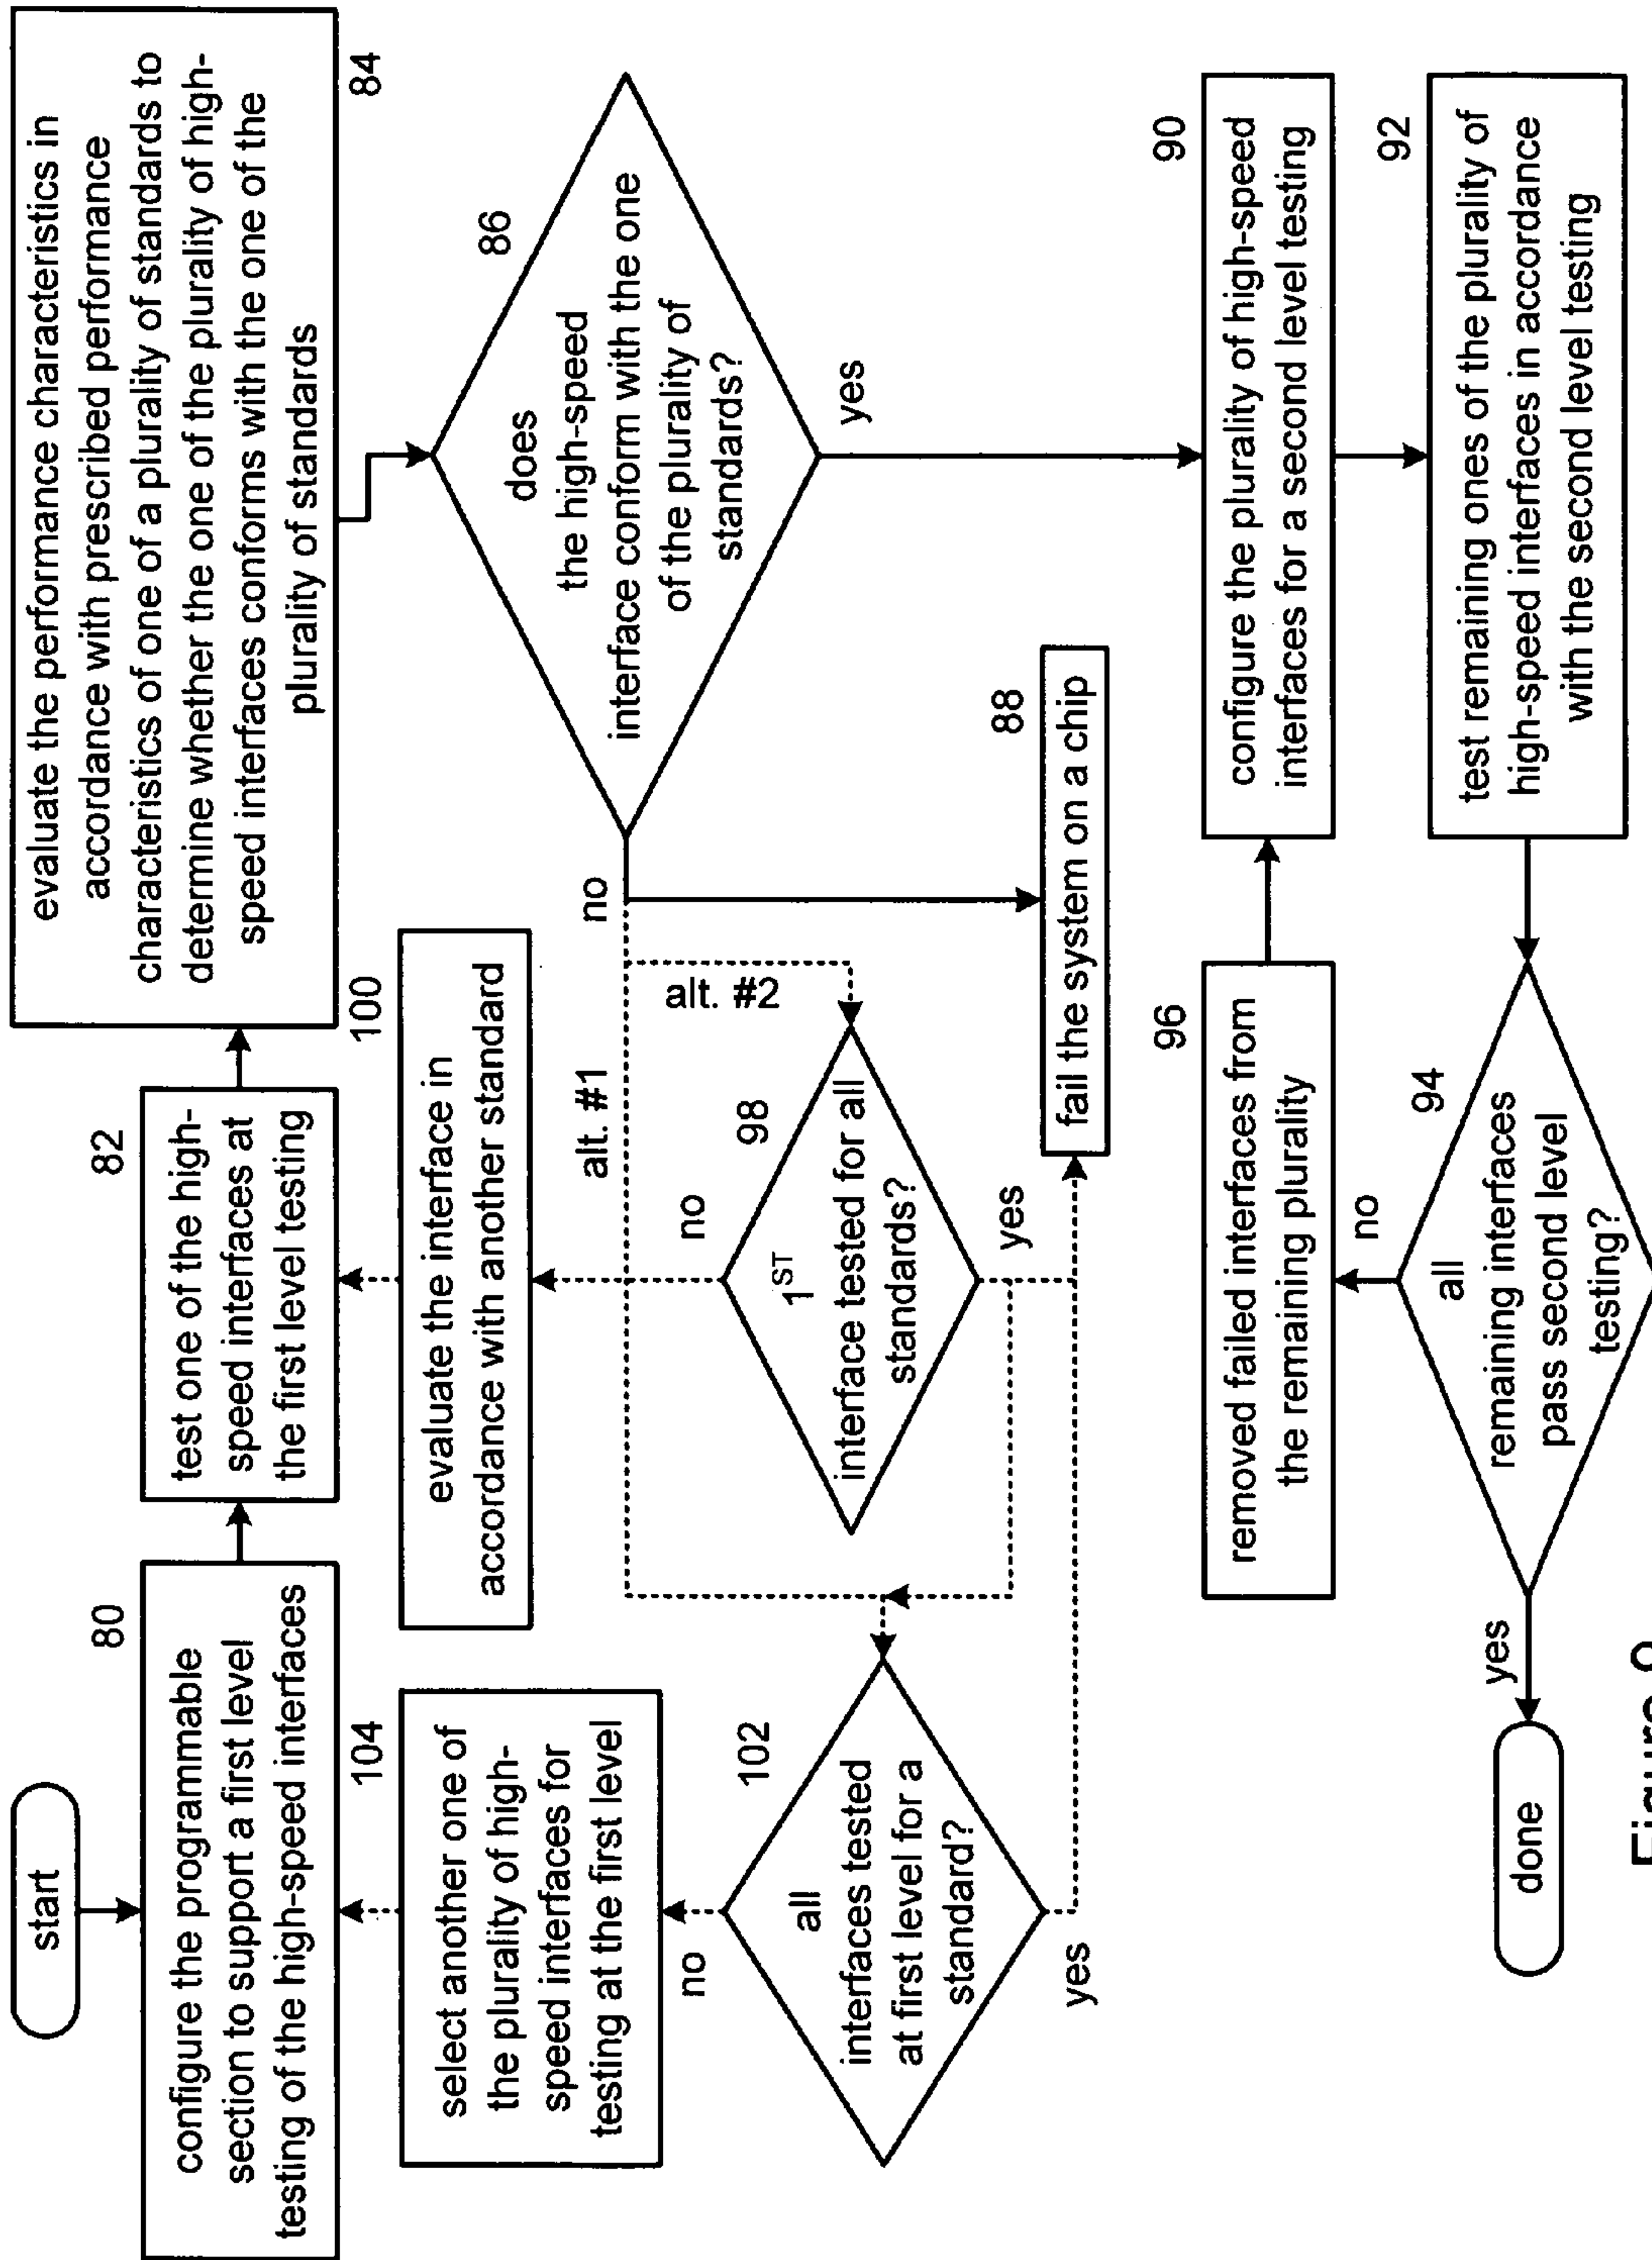 start
80
configure the programmable
section to support a first level
testing of the high-speed interfaces
82
test one of the high-
speed interfaces at
the first level testing
evaluate the performance characteristics in
accordance with prescribed performance
characteristics of one of a plurality of standards to
determine whether the one of the plurality of high-
speed interfaces conforms with the one of the
plurality of standards
84
86
does
the high-speed
interface conform with the one
of the plurality of
standards?
no
yes
88
fail the system on a chip
alt. #1
alt. #2
98
1ST
interface tested for all
standards?
no
yes
100
evaluate the interface in
accordance with another standard
102
all
interfaces tested
at first level for a
standard?
no
yes
104
select another one of
the plurality of high-
speed interfaces for
testing at the first level
90
configure the plurality of high-speed
interfaces for a second level testing
92
test remaining ones of the plurality of
high-speed interfaces in accordance
with the second level testing
94
all
remaining interfaces
pass second level
testing?
no
yes
96
removed failed interfaces from
the remaining plurality
done
Figure